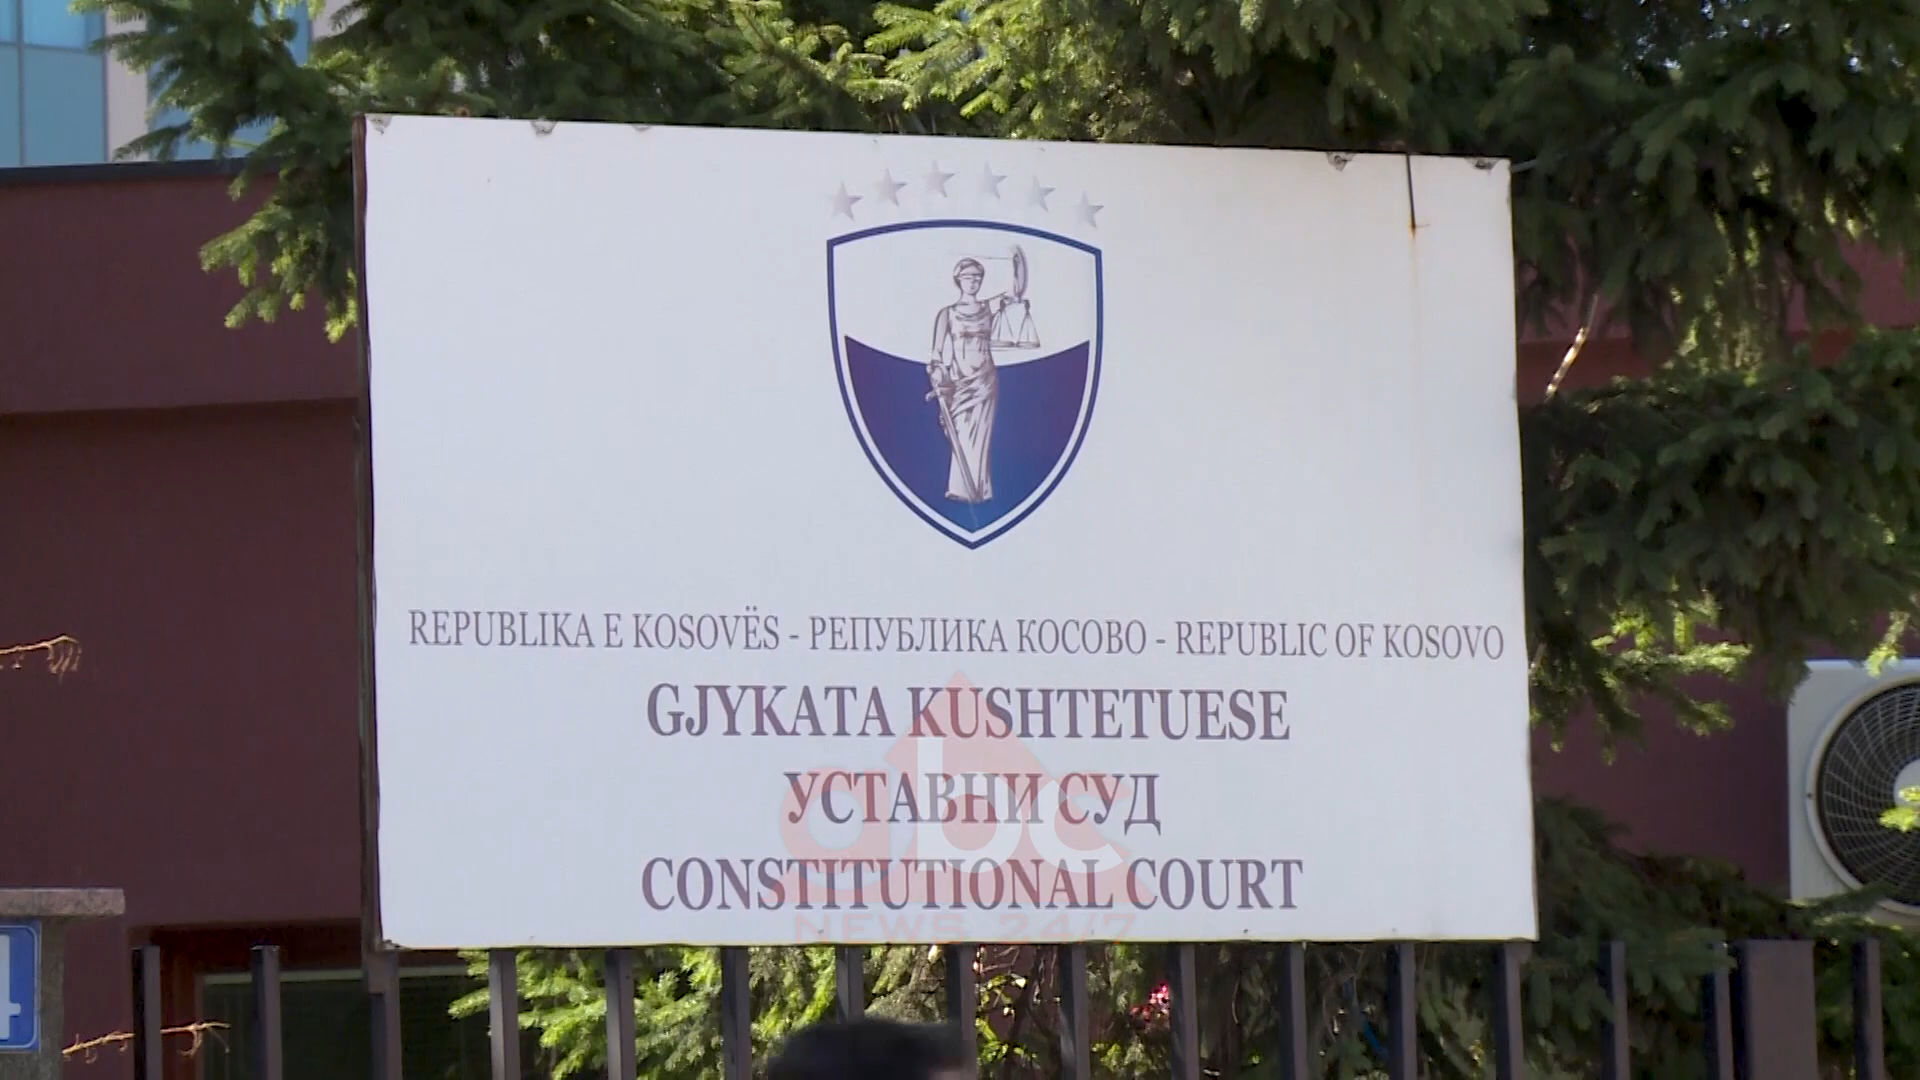 REPUBLIKA E KOSOVËS - РЕПУБЛИКА КОСОВО - REPUBLIC OF KOSOVO
GJYKATA KUSHTETUESE
УСТАВНИ СУД
CONSTITUTIONAL COURT
abc
NEWS 24/7
4